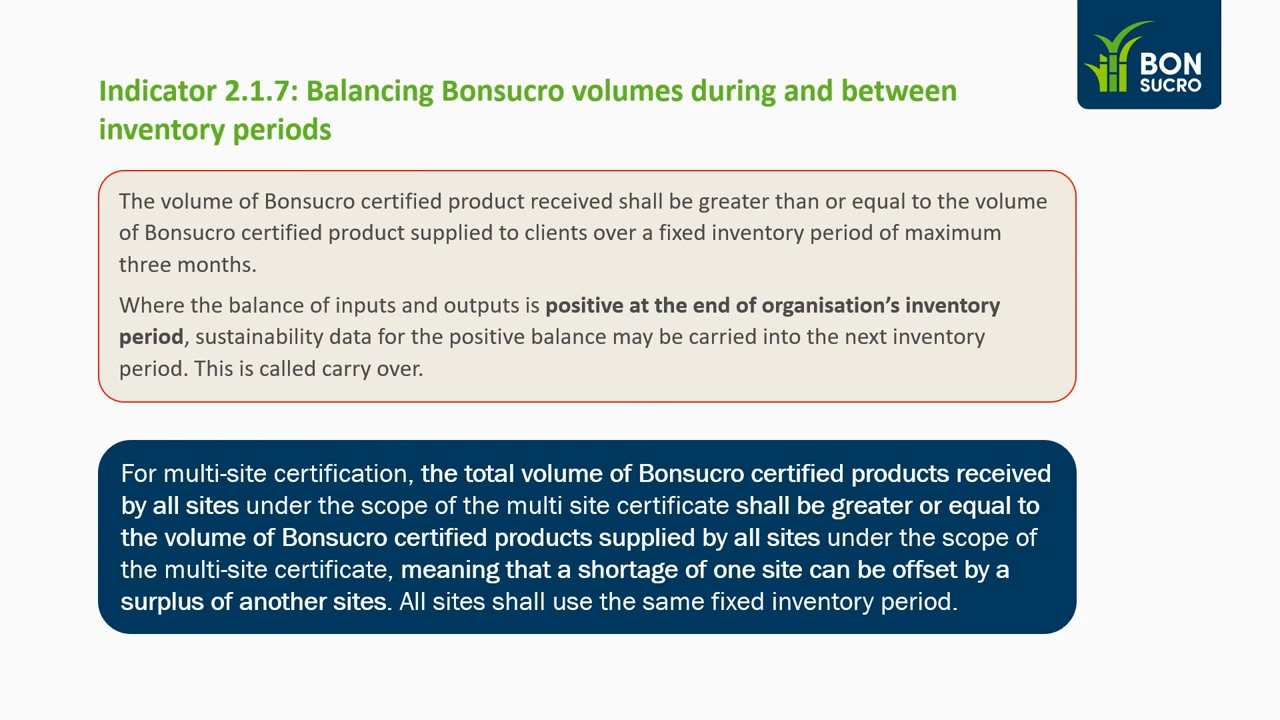 BON
SUCRO
Indicator 2.1.7: Balancing Bonsucro volumes during and between
inventory periods
The volume of Bonsucro certified product received shall be greater than or equal to the volume
of Bonsucro certified product supplied to clients over a fixed inventory period of maximum
three months.
Where the balance of inputs and outputs is positive at the end of organisation’s inventory
period, sustainability data for the positive balance may be carried into the next inventory
period. This is called carry over.
For multi-site certification, the total volume of Bonsucro certified products received
by all sites under the scope of the multi site certificate shall be greater or equal to
the volume of Bonsucro certified products supplied by all sites under the scope of
the multi-site certificate, meaning that a shortage of one site can be offset by a
surplus of another sites. All sites shall use the same fixed inventory period.